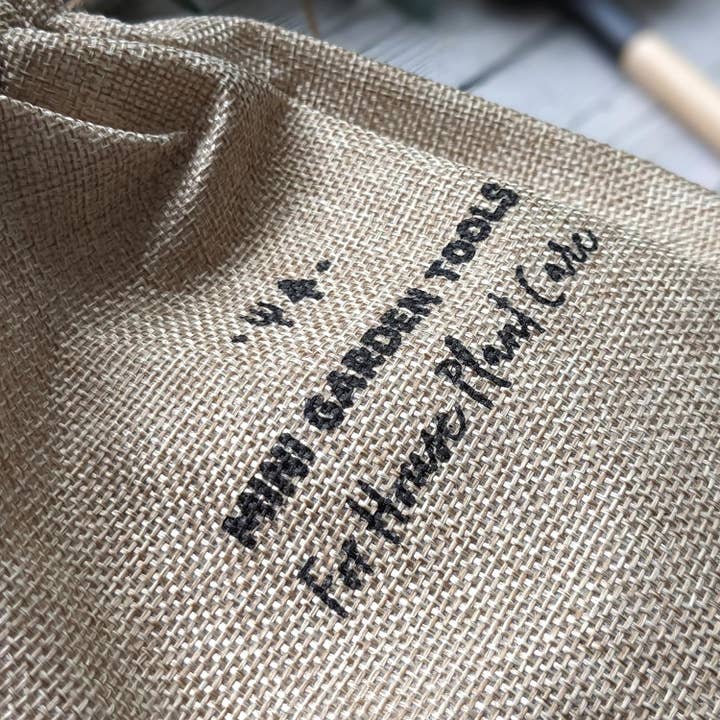 MINI GARDEN TOOLS
For House Plant Care